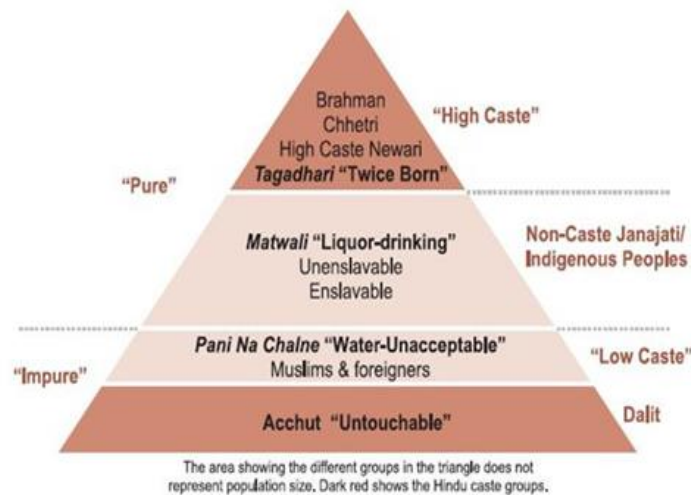 Brahman
Chhetri
High Caste Newari
Tagadhari "Twice Born"
"High Caste"
"Pure"
Matwali "Liquor-drinking"
Unenslavable
Enslavable
Non-Caste Janajati/
Indigenous Peoples
Pani Na Chalne "Water-Unacceptable"
Muslims & foreigners
"Low Caste"
"Impure"
Acchut "Untouchable"
Dalit
The area showing the different groups in the triangle does not
represent population size. Dark red shows the Hindu caste groups.